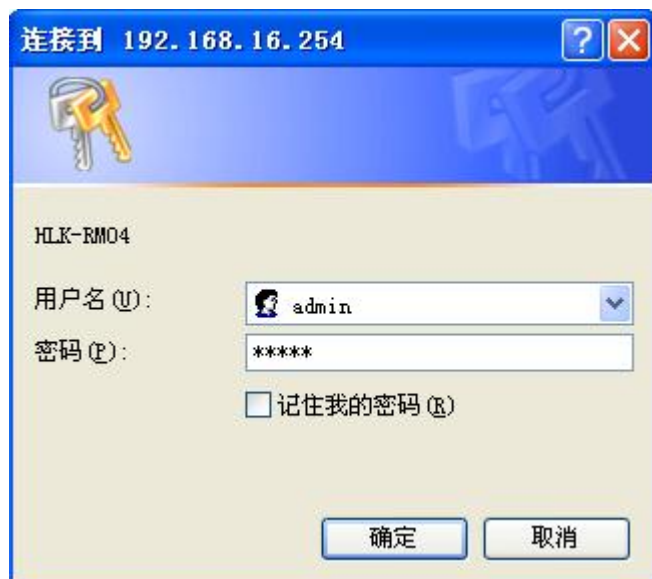 连接到 192.168.16.254
HLK-RM04
用户名(U):
admin
密码(P):
*****
记住我的密码(R)
确定 取消